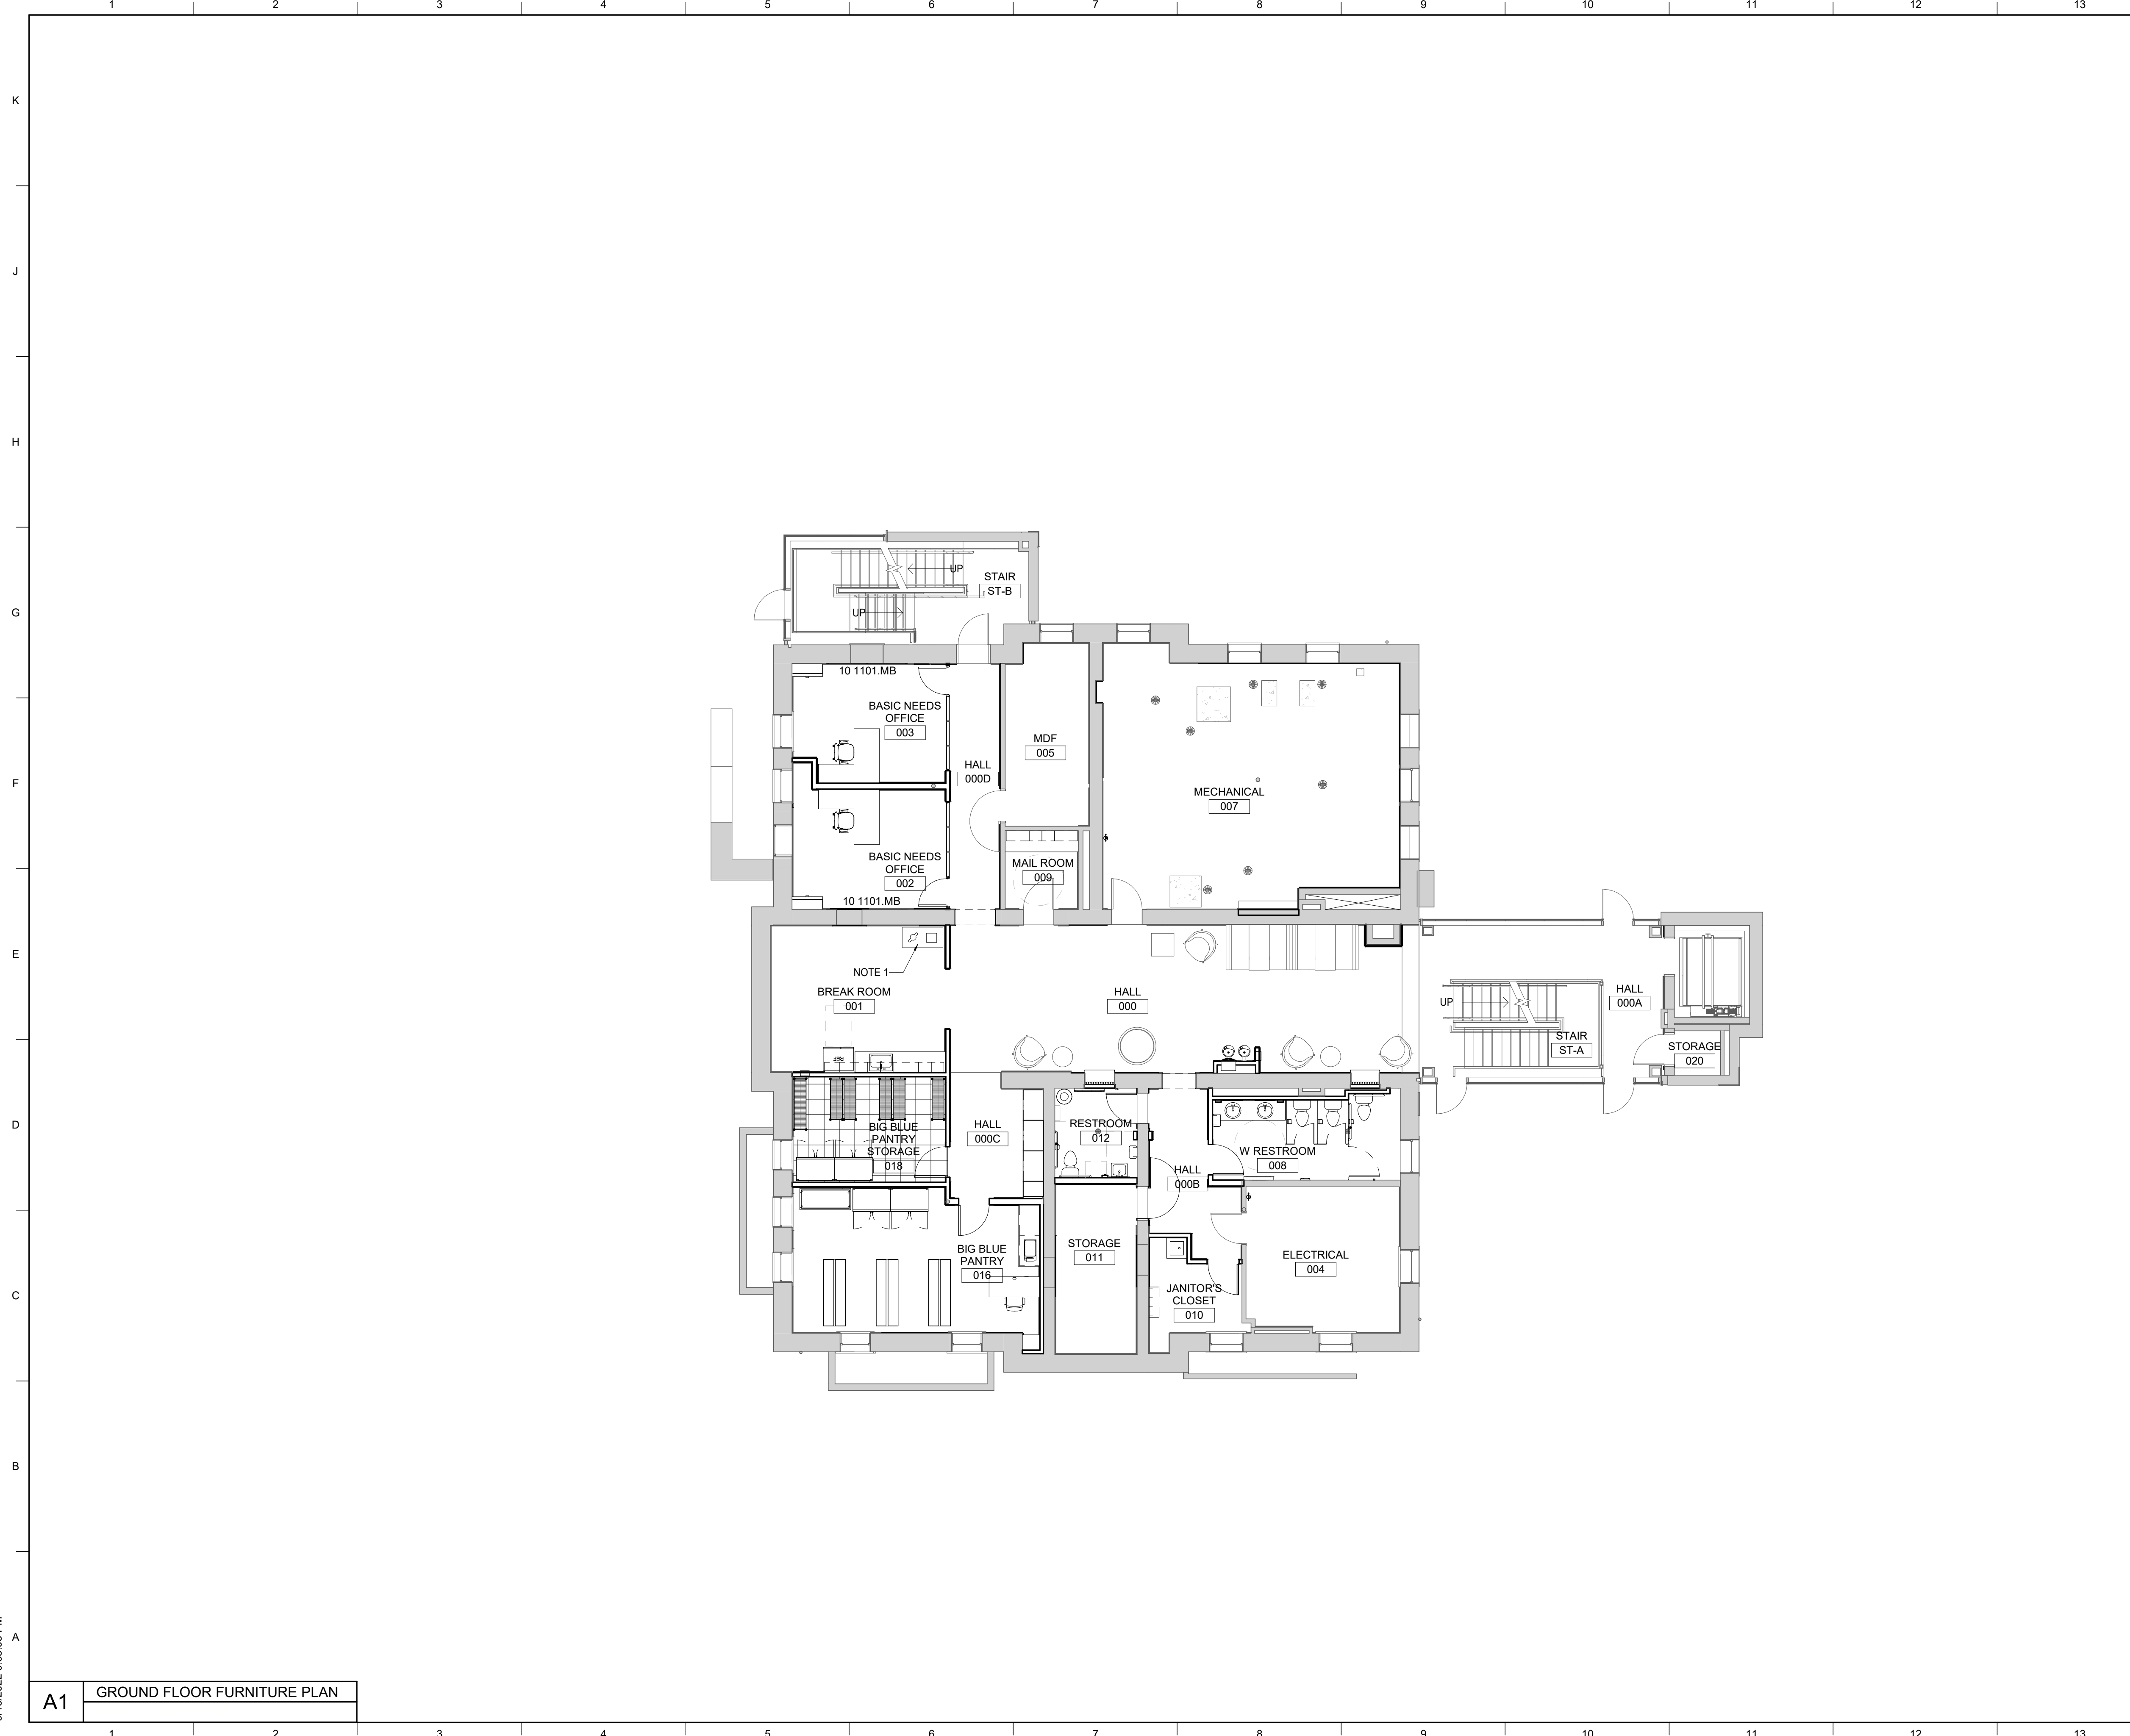 1 2 3 4 5 6 7 8 9 10 11 12 13
K
J
H
G
F
E
D
C
B
A
UP
STAIR
ST-B
UP
10 1101.MB
BASIC NEEDS
OFFICE
003
MDF
005
HALL
000D
MECHANICAL
007
BASIC NEEDS
OFFICE
002
MAIL ROOM
009
10 1101.MB
NOTE 1
BREAK ROOM
001
HALL
000
UP
HALL
000A
STAIR
ST-A
STORAGE
020
BIG BLUE
PANTRY
STORAGE
018
HALL
000C
RESTROOM
012
W RESTROOM
008
HALL
000B
BIG BLUE
PANTRY
016
STORAGE
011
ELECTRICAL
004
JANITOR'S
CLOSET
010
A1
GROUND FLOOR FURNITURE PLAN
1 2 3 4 5 6 7 8 9 10 11 12 13